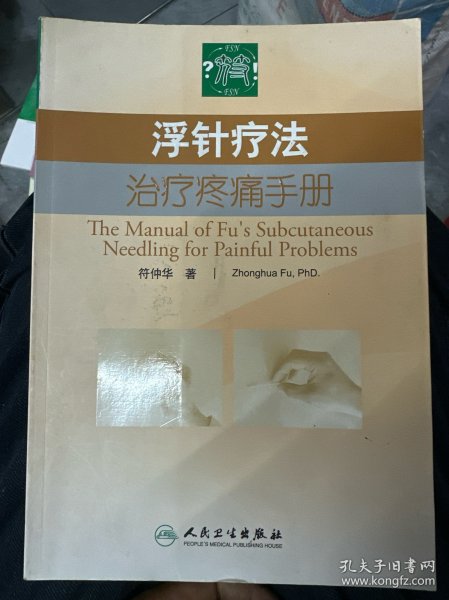 FSN
?符!
FSN
浮针疗法
治疗疼痛手册
The Manual of Fu's Subcutaneous
Needling for Painful Problems
符仲华 著 | Zhonghua Fu, PhD.
人民卫生出版社
PEOPLE'S MEDICAL PUBLISHING HOUSE
孔夫子旧书网
www.kongfz.com